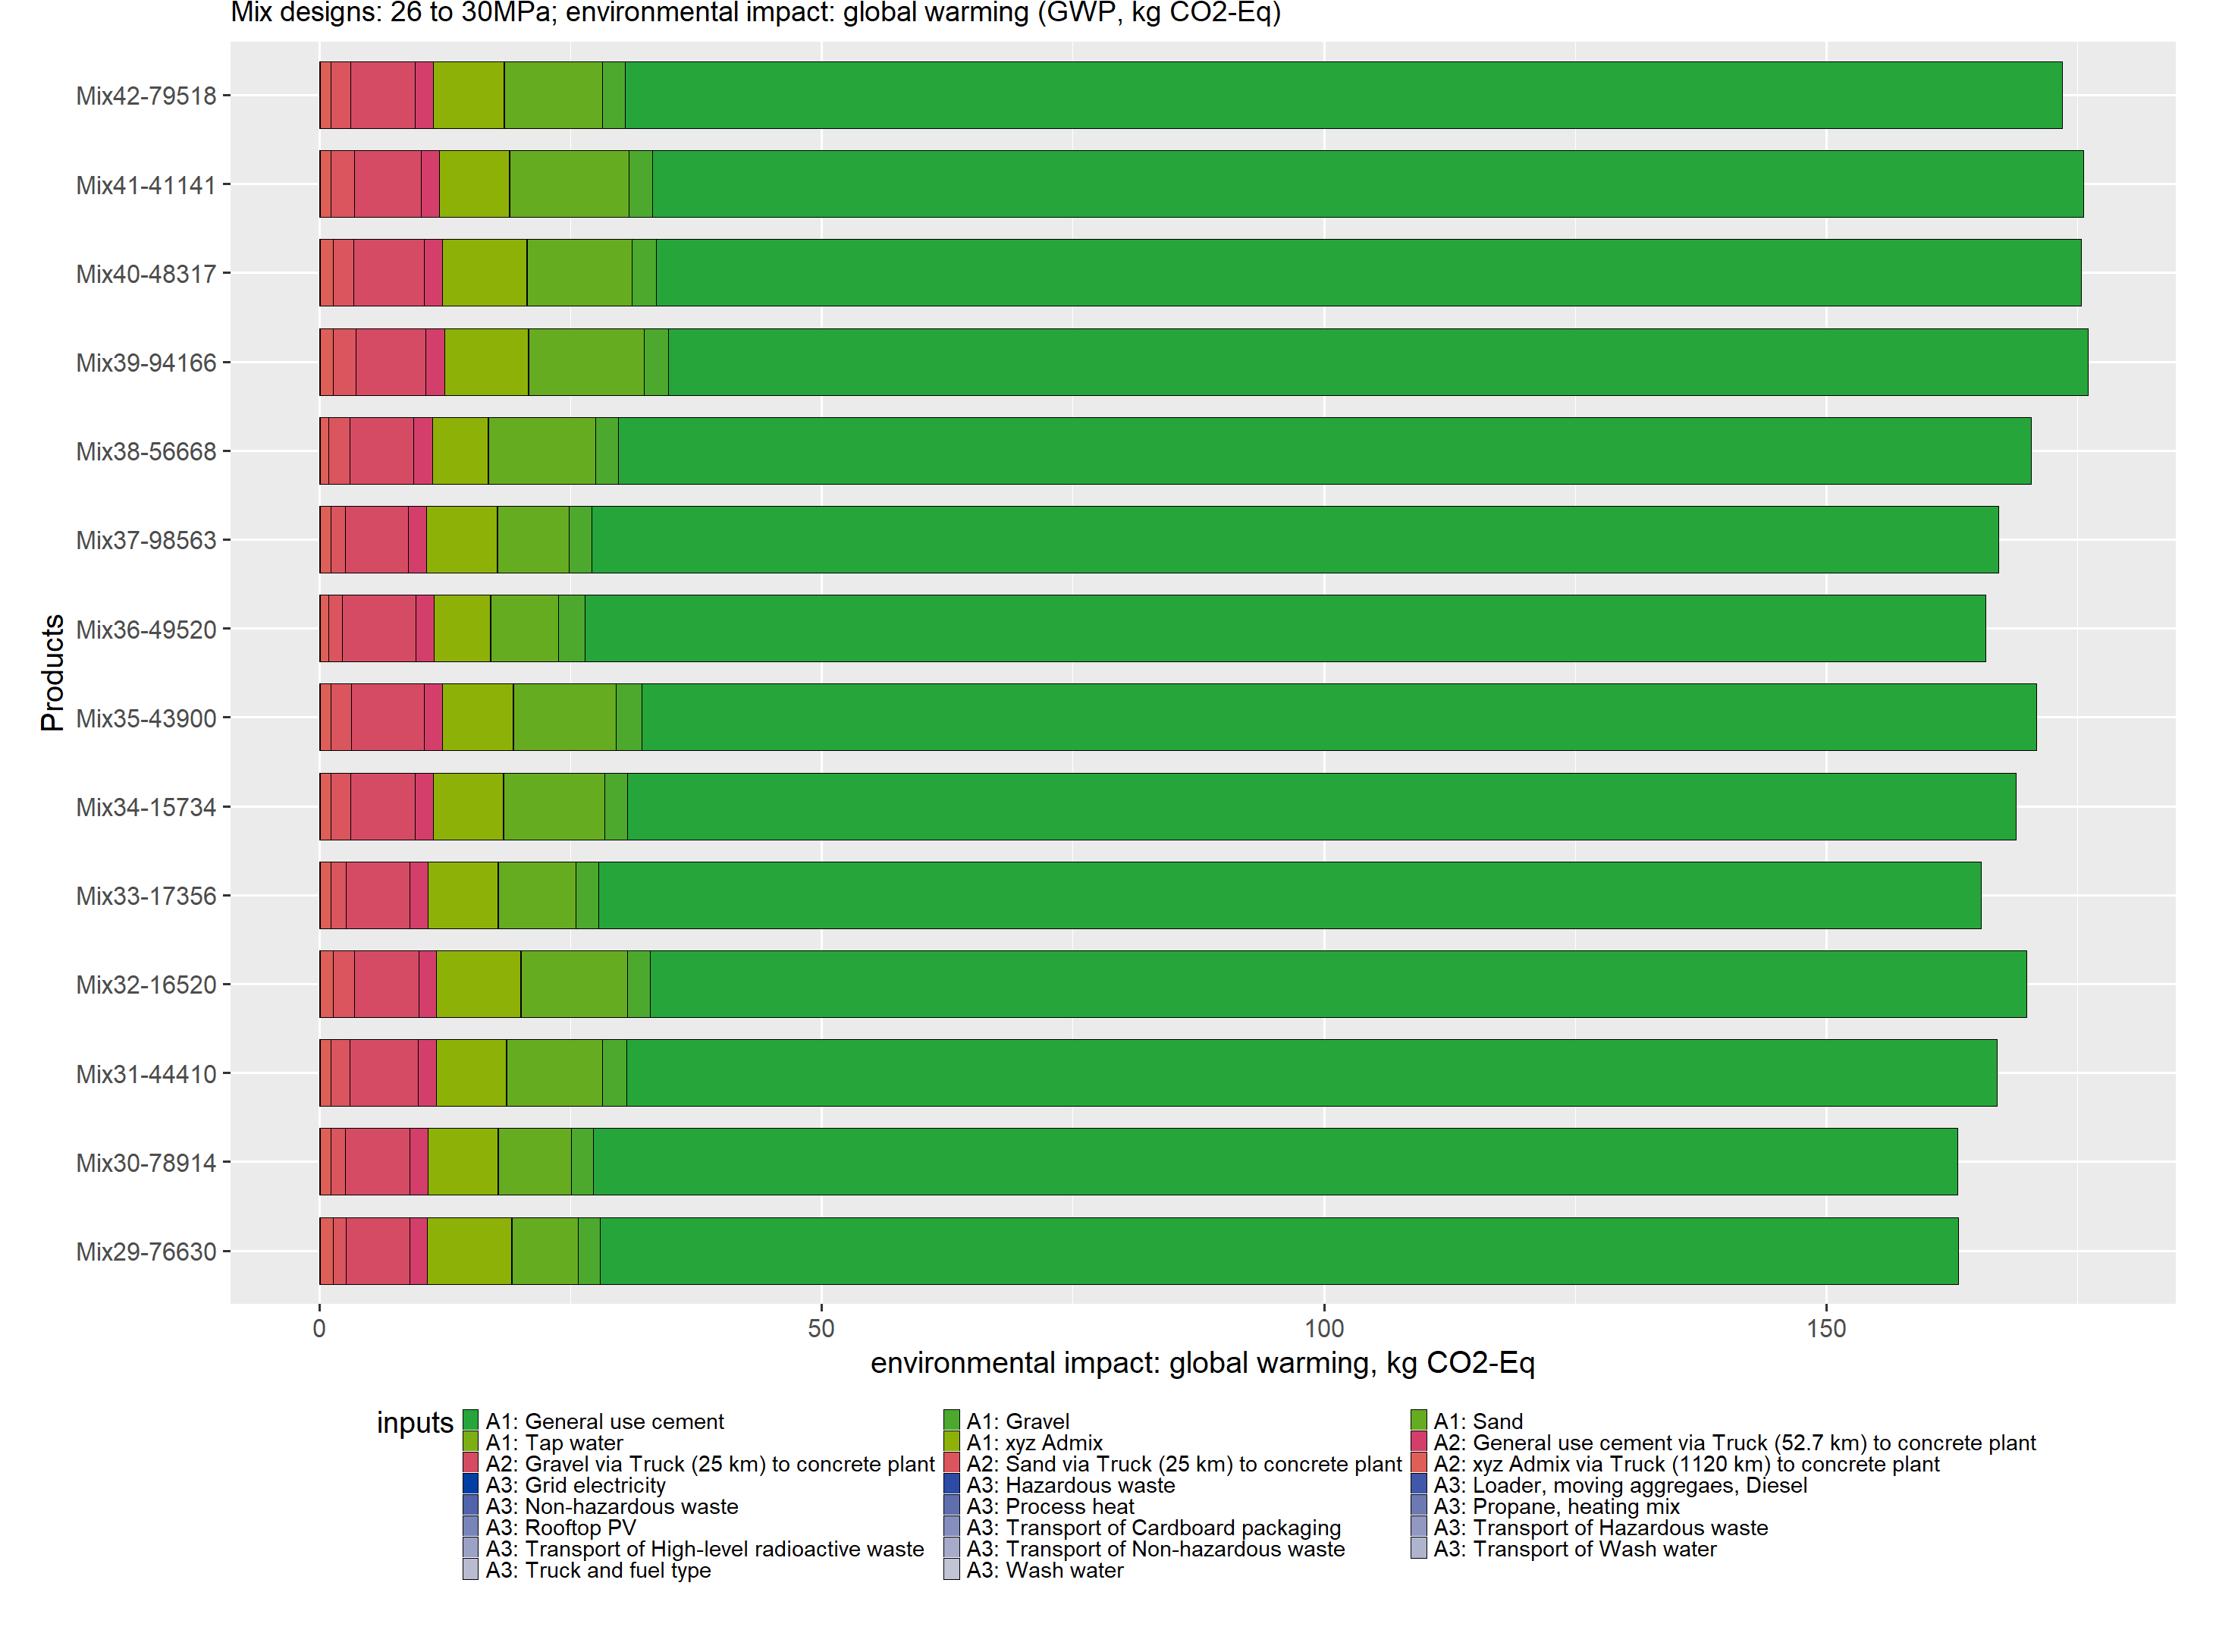 Mix designs: 26 to 30MPa; environmental impact: global warming (GWP, kg CO2-Eq)
Products
Mix42-79518
Mix41-41141
Mix40-48317
Mix39-94166
Mix38-56668
Mix37-98563
Mix36-49520
Mix35-43900
Mix34-15734
Mix33-17356
Mix32-16520
Mix31-44410
Mix30-78914
Mix29-76630
0 50 100 150
environmental impact: global warming, kg CO2-Eq
inputs
A1: General use cement A1: Gravel A1: Sand
A1: Tap water A1: xyz Admix A2: General use cement via Truck (52.7 km) to concrete plant
A2: Gravel via Truck (25 km) to concrete plant A2: Sand via Truck (25 km) to concrete plant A2: xyz Admix via Truck (1120 km) to concrete plant
A3: Grid electricity A3: Hazardous waste A3: Loader, moving aggregaes, Diesel
A3: Non-hazardous waste A3: Process heat A3: Propane, heating mix
A3: Rooftop PV A3: Transport of Cardboard packaging A3: Transport of Hazardous waste
A3: Transport of High-level radioactive waste A3: Transport of Non-hazardous waste A3: Transport of Wash water
A3: Truck and fuel type A3: Wash water